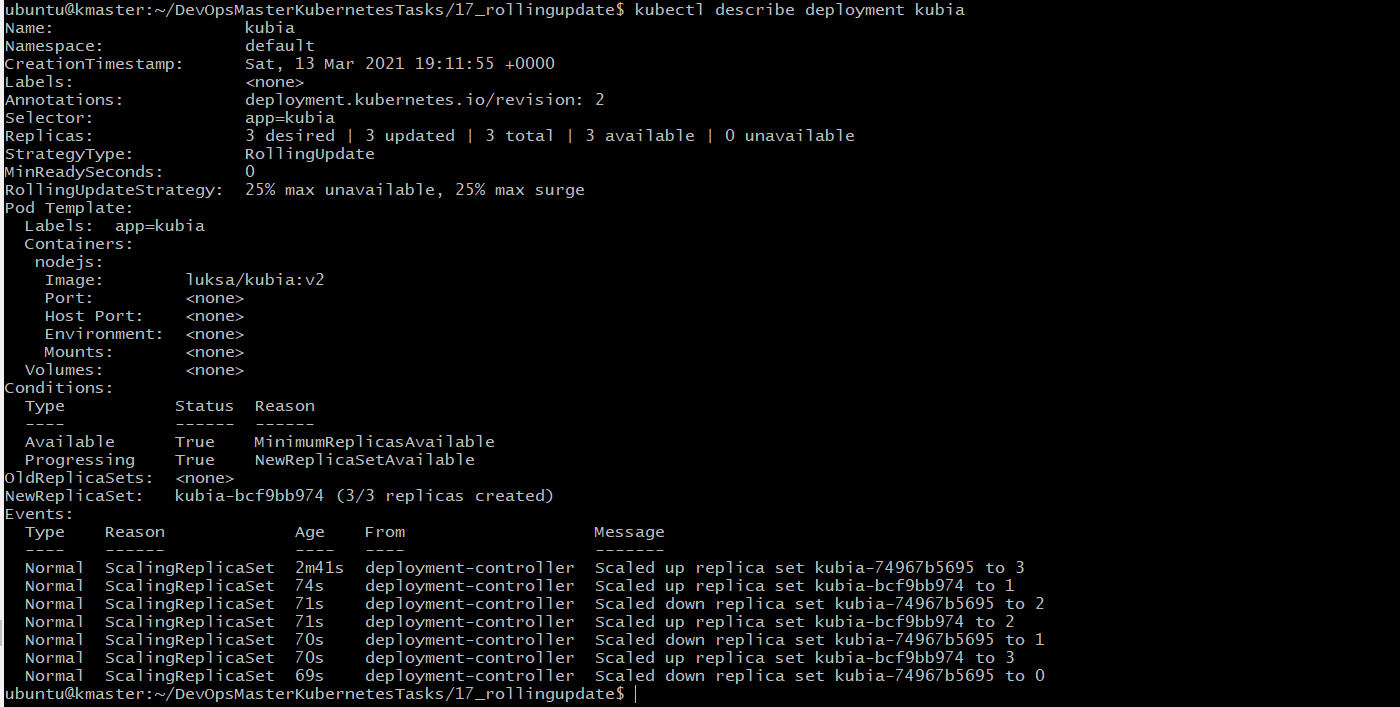 ubuntu@kmaster:~/DevOpsMasterKubernetesTasks/17_rollingupdate$ kubectl describe deployment kubia
Name:                   kubia
Namespace:              default
CreationTimestamp:      Sat, 13 Mar 2021 19:11:55 +0000
Labels:                 <none>
Annotations:            deployment.kubernetes.io/revision: 2
Selector:               app=kubia
Replicas:               3 desired | 3 updated | 3 total | 3 available | 0 unavailable
StrategyType:           RollingUpdate
MinReadySeconds:        0
RollingUpdateStrategy:  25% max unavailable, 25% max surge
Pod Template:
  Labels:  app=kubia
  Containers:
   nodejs:
    Image:        luksa/kubia:v2
    Port:         <none>
    Host Port:    <none>
    Environment:  <none>
    Mounts:       <none>
  Volumes:        <none>
Conditions:
  Type           Status  Reason
  ----           ------  ------
  Available      True    MinimumReplicasAvailable
  Progressing    True    NewReplicaSetAvailable
OldReplicaSets:  <none>
NewReplicaSet:   kubia-bcf9bb974 (3/3 replicas created)
Events:
  Type    Reason             Age    From                   Message
  ----    ------             ----   ----                   -------
  Normal  ScalingReplicaSet  2m41s  deployment-controller  Scaled up replica set kubia-74967b5695 to 3
  Normal  ScalingReplicaSet  74s    deployment-controller  Scaled up replica set kubia-bcf9bb974 to 1
  Normal  ScalingReplicaSet  71s    deployment-controller  Scaled down replica set kubia-74967b5695 to 2
  Normal  ScalingReplicaSet  71s    deployment-controller  Scaled up replica set kubia-bcf9bb974 to 2
  Normal  ScalingReplicaSet  70s    deployment-controller  Scaled down replica set kubia-74967b5695 to 1
  Normal  ScalingReplicaSet  70s    deployment-controller  Scaled up replica set kubia-bcf9bb974 to 3
  Normal  ScalingReplicaSet  69s    deployment-controller  Scaled down replica set kubia-74967b5695 to 0
ubuntu@kmaster:~/DevOpsMasterKubernetesTasks/17_rollingupdate$